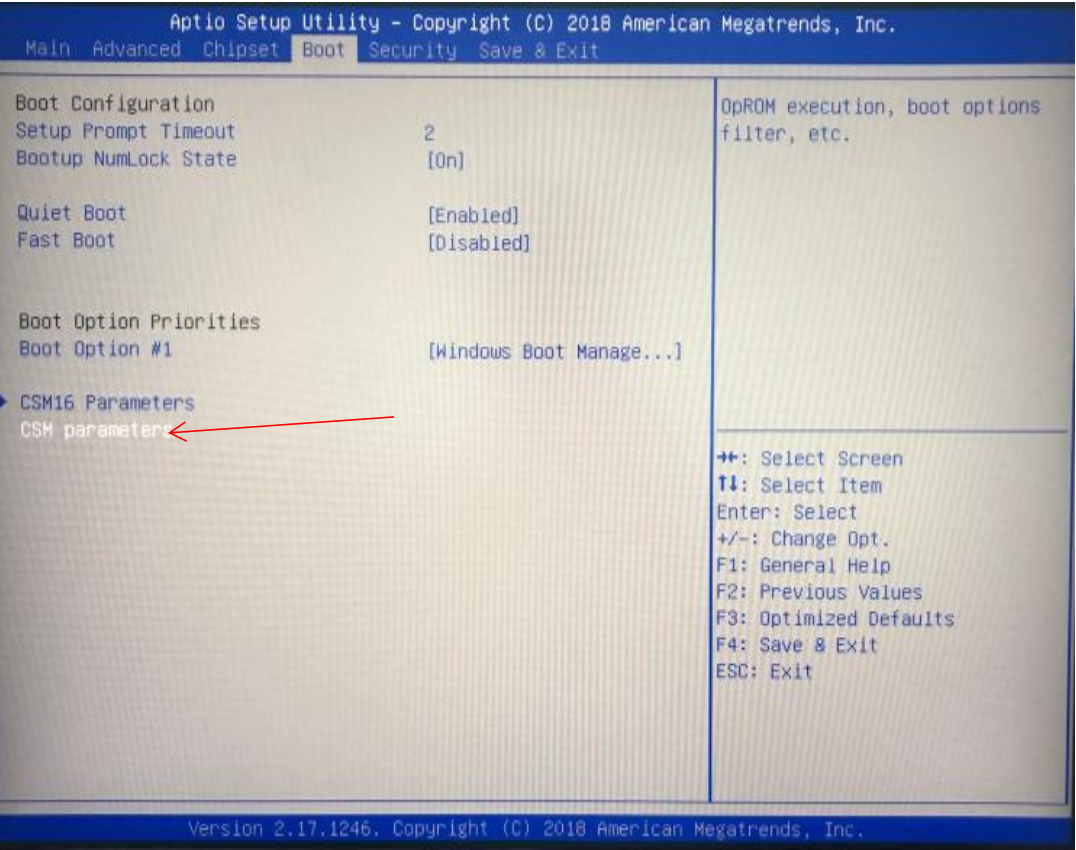 Aptio Setup Utility – Copyright (C) 2018 American Megatrends, Inc.
Main Advanced Chipset Boot Security Save & Exit
Boot Configuration
Setup Prompt Timeout 2
Bootup NumLock State [On]
Quiet Boot [Enabled]
Fast Boot [Disabled]
Boot Option Priorities
Boot Option #1 [Windows Boot Manage...]
CSM16 Parameters
CSM parameters
OpROM execution, boot options
filter, etc.
→←: Select Screen
↑↓: Select Item
Enter: Select
+/-: Change Opt.
F1: General Help
F2: Previous Values
F3: Optimized Defaults
F4: Save & Exit
ESC: Exit
Version 2.17.1246. Copyright (C) 2018 American Megatrends, Inc.